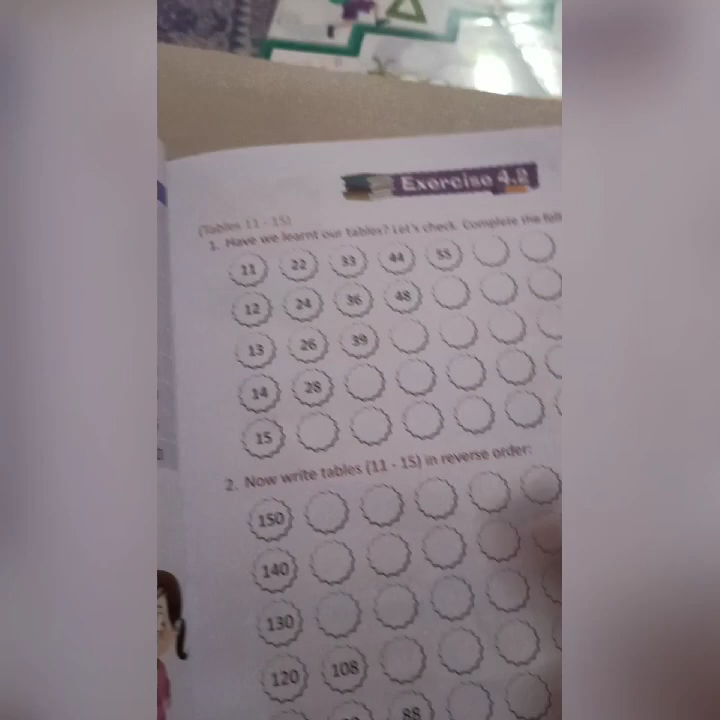 Exercise 4.2
(Tables 11 - 15)
1. Have we learnt our tables? Let's check. Complete the
11 22 33 44 55
12 24 36 48
13 26 39
14 28
15
2. Now write tables (11 - 15) in reverse order:
150
140
130
120 108
88